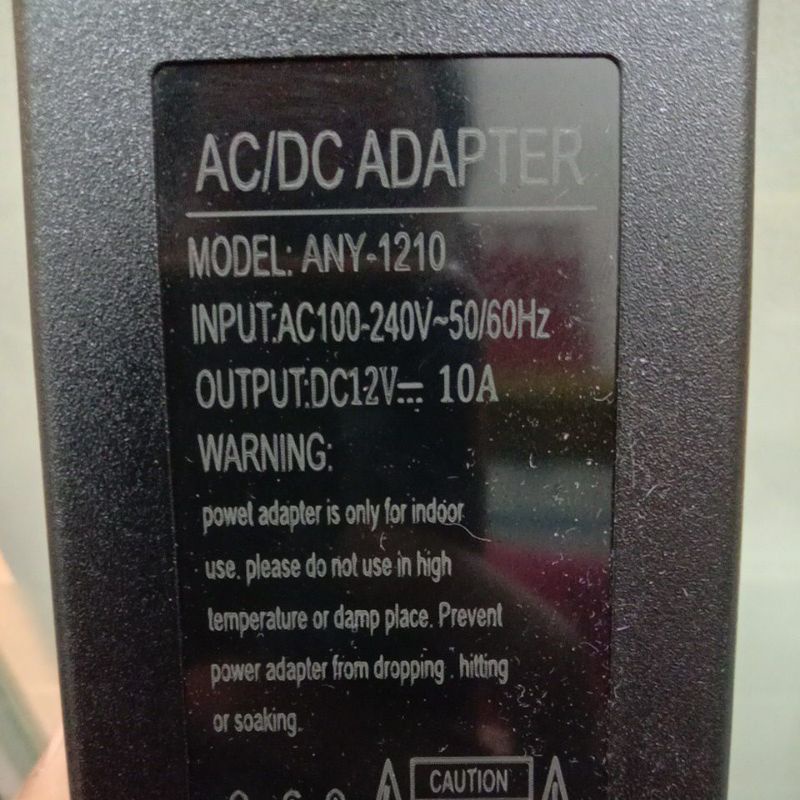 AC/DC ADAPTER
MODEL: ANY-1210
INPUT:AC100-240V~50/60Hz
OUTPUT:DC12V⎓ 10A
WARNING:
powet adapter is only for indoor
use. please do not use in high
temperature or damp place. Prevent
power adapter from dropping . hitting
or soaking.
CAUTION